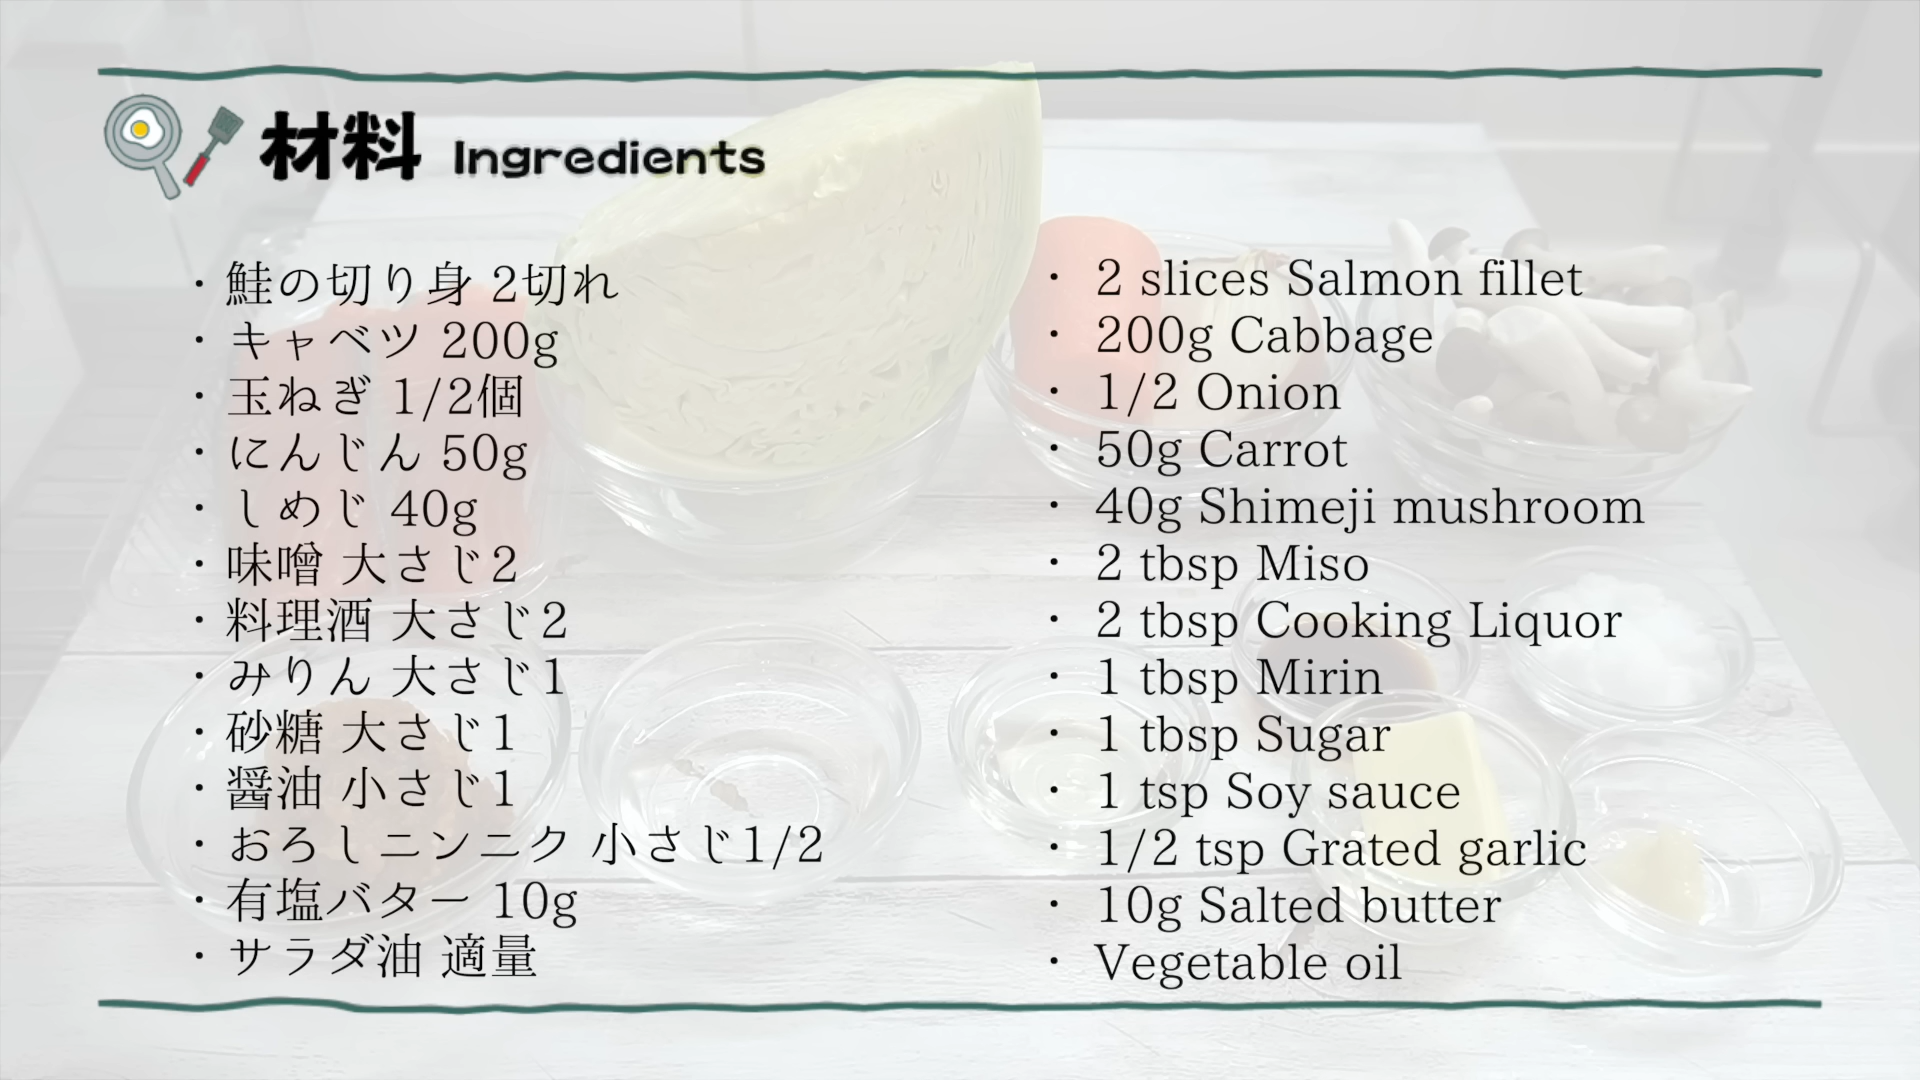 材料 Ingredients
・鮭の切り身 2切れ
・キャベツ 200g
・玉ねぎ 1/2個
・にんじん 50g
・しめじ 40g
・味噌 大さじ2
・料理酒 大さじ2
・みりん 大さじ1
・砂糖 大さじ1
・醤油 小さじ1
・おろしニンニク 小さじ1/2
・有塩バター 10g
・サラダ油 適量
・ 2 slices Salmon fillet
・ 200g Cabbage
・ 1/2 Onion
・ 50g Carrot
・ 40g Shimeji mushroom
・ 2 tbsp Miso
・ 2 tbsp Cooking Liquor
・ 1 tbsp Mirin
・ 1 tbsp Sugar
・ 1 tsp Soy sauce
・ 1/2 tsp Grated garlic
・ 10g Salted butter
・ Vegetable oil